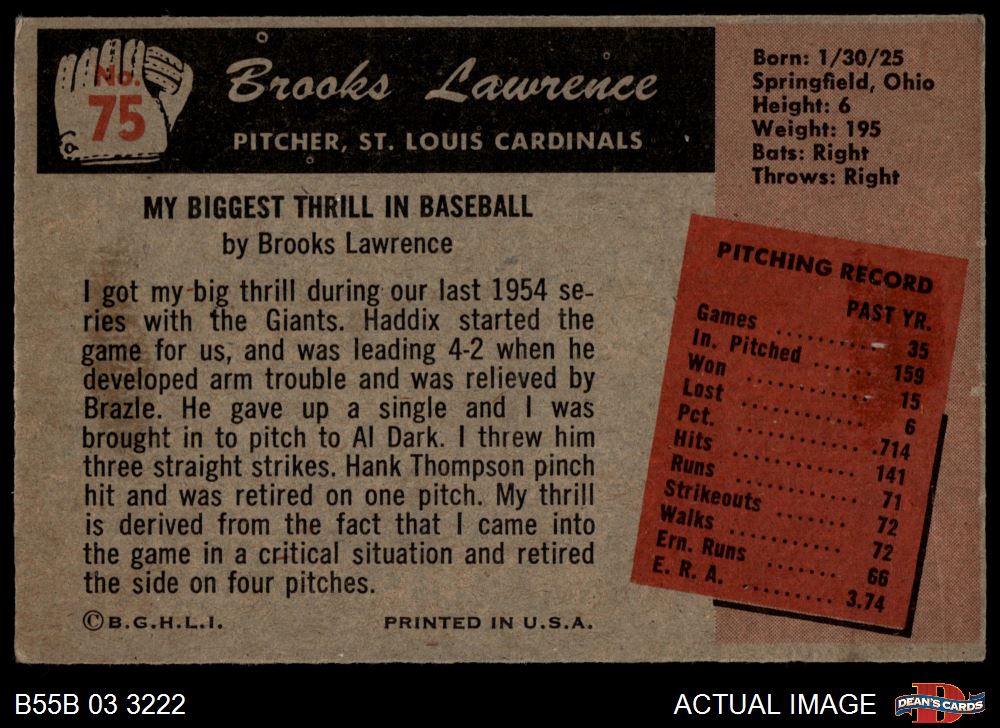 No.
75
Brooks Lawrence
PITCHER, ST. LOUIS CARDINALS
Born: 1/30/25
Springfield, Ohio
Height: 6
Weight: 195
Bats: Right
Throws: Right
MY BIGGEST THRILL IN BASEBALL
by Brooks Lawrence
I got my big thrill during our last 1954 se-
ries with the Giants. Haddix started the
game for us, and was leading 4-2 when he
developed arm trouble and was relieved by
Brazle. He gave up a single and I was
brought in to pitch to Al Dark. I threw him
three straight strikes. Hank Thompson pinch
hit and was retired on one pitch. My thrill
is derived from the fact that I came into
the game in a critical situation and retired
the side on four pitches.
©B.G.H.L.I. PRINTED IN U.S.A.
PITCHING RECORD
PAST YR.
Games ........ 35
In. Pitched ...... 159
Won .......... 15
Lost .......... 6
Pct. .......... .714
Hits .......... 141
Runs .......... 71
Strikeouts ....... 72
Walks .......... 72
Ern. Runs ....... 66
E. R. A. ......... 3.74
B55B 03 3222
ACTUAL IMAGE
DEAN'S CARDS